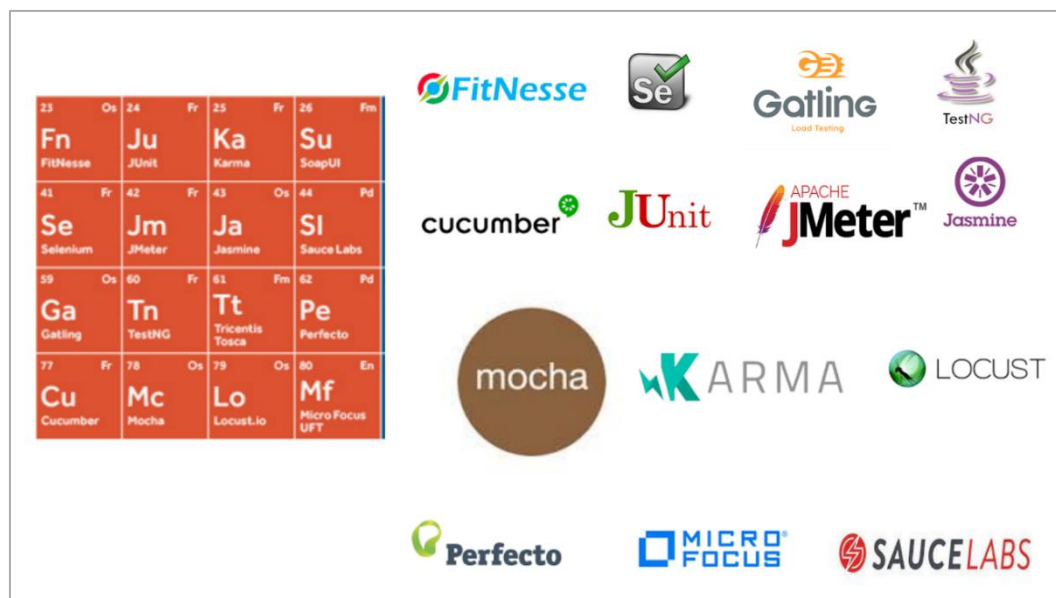 23 Os 24 Fr 25 Fr 26 Fm
Fn Ju Ka Su
FitNesse JUnit Karma SoapUI
41 Fr 42 Fr 43 Os 44 Pd
Se Jm Ja Sl
Selenium JMeter Jasmine Sauce Labs
59 Os 60 Fr 61 Fm 62 Pd
Ga Tn Tt Pe
Gatling TestNG Tricentis Tosca Perfecto
77 Fr 78 Os 79 Os 80 En
Cu Mc Lo Mf
Cucumber Mocha Locust.io Micro Focus UFT
FitNesse
Se
Gatling
Load Testing
TestNG
cucumber
JUnit
APACHE
JMeter™
Jasmine
mocha
KARMA
LOCUST
Perfecto
MICRO
FOCUS®
SAUCELABS